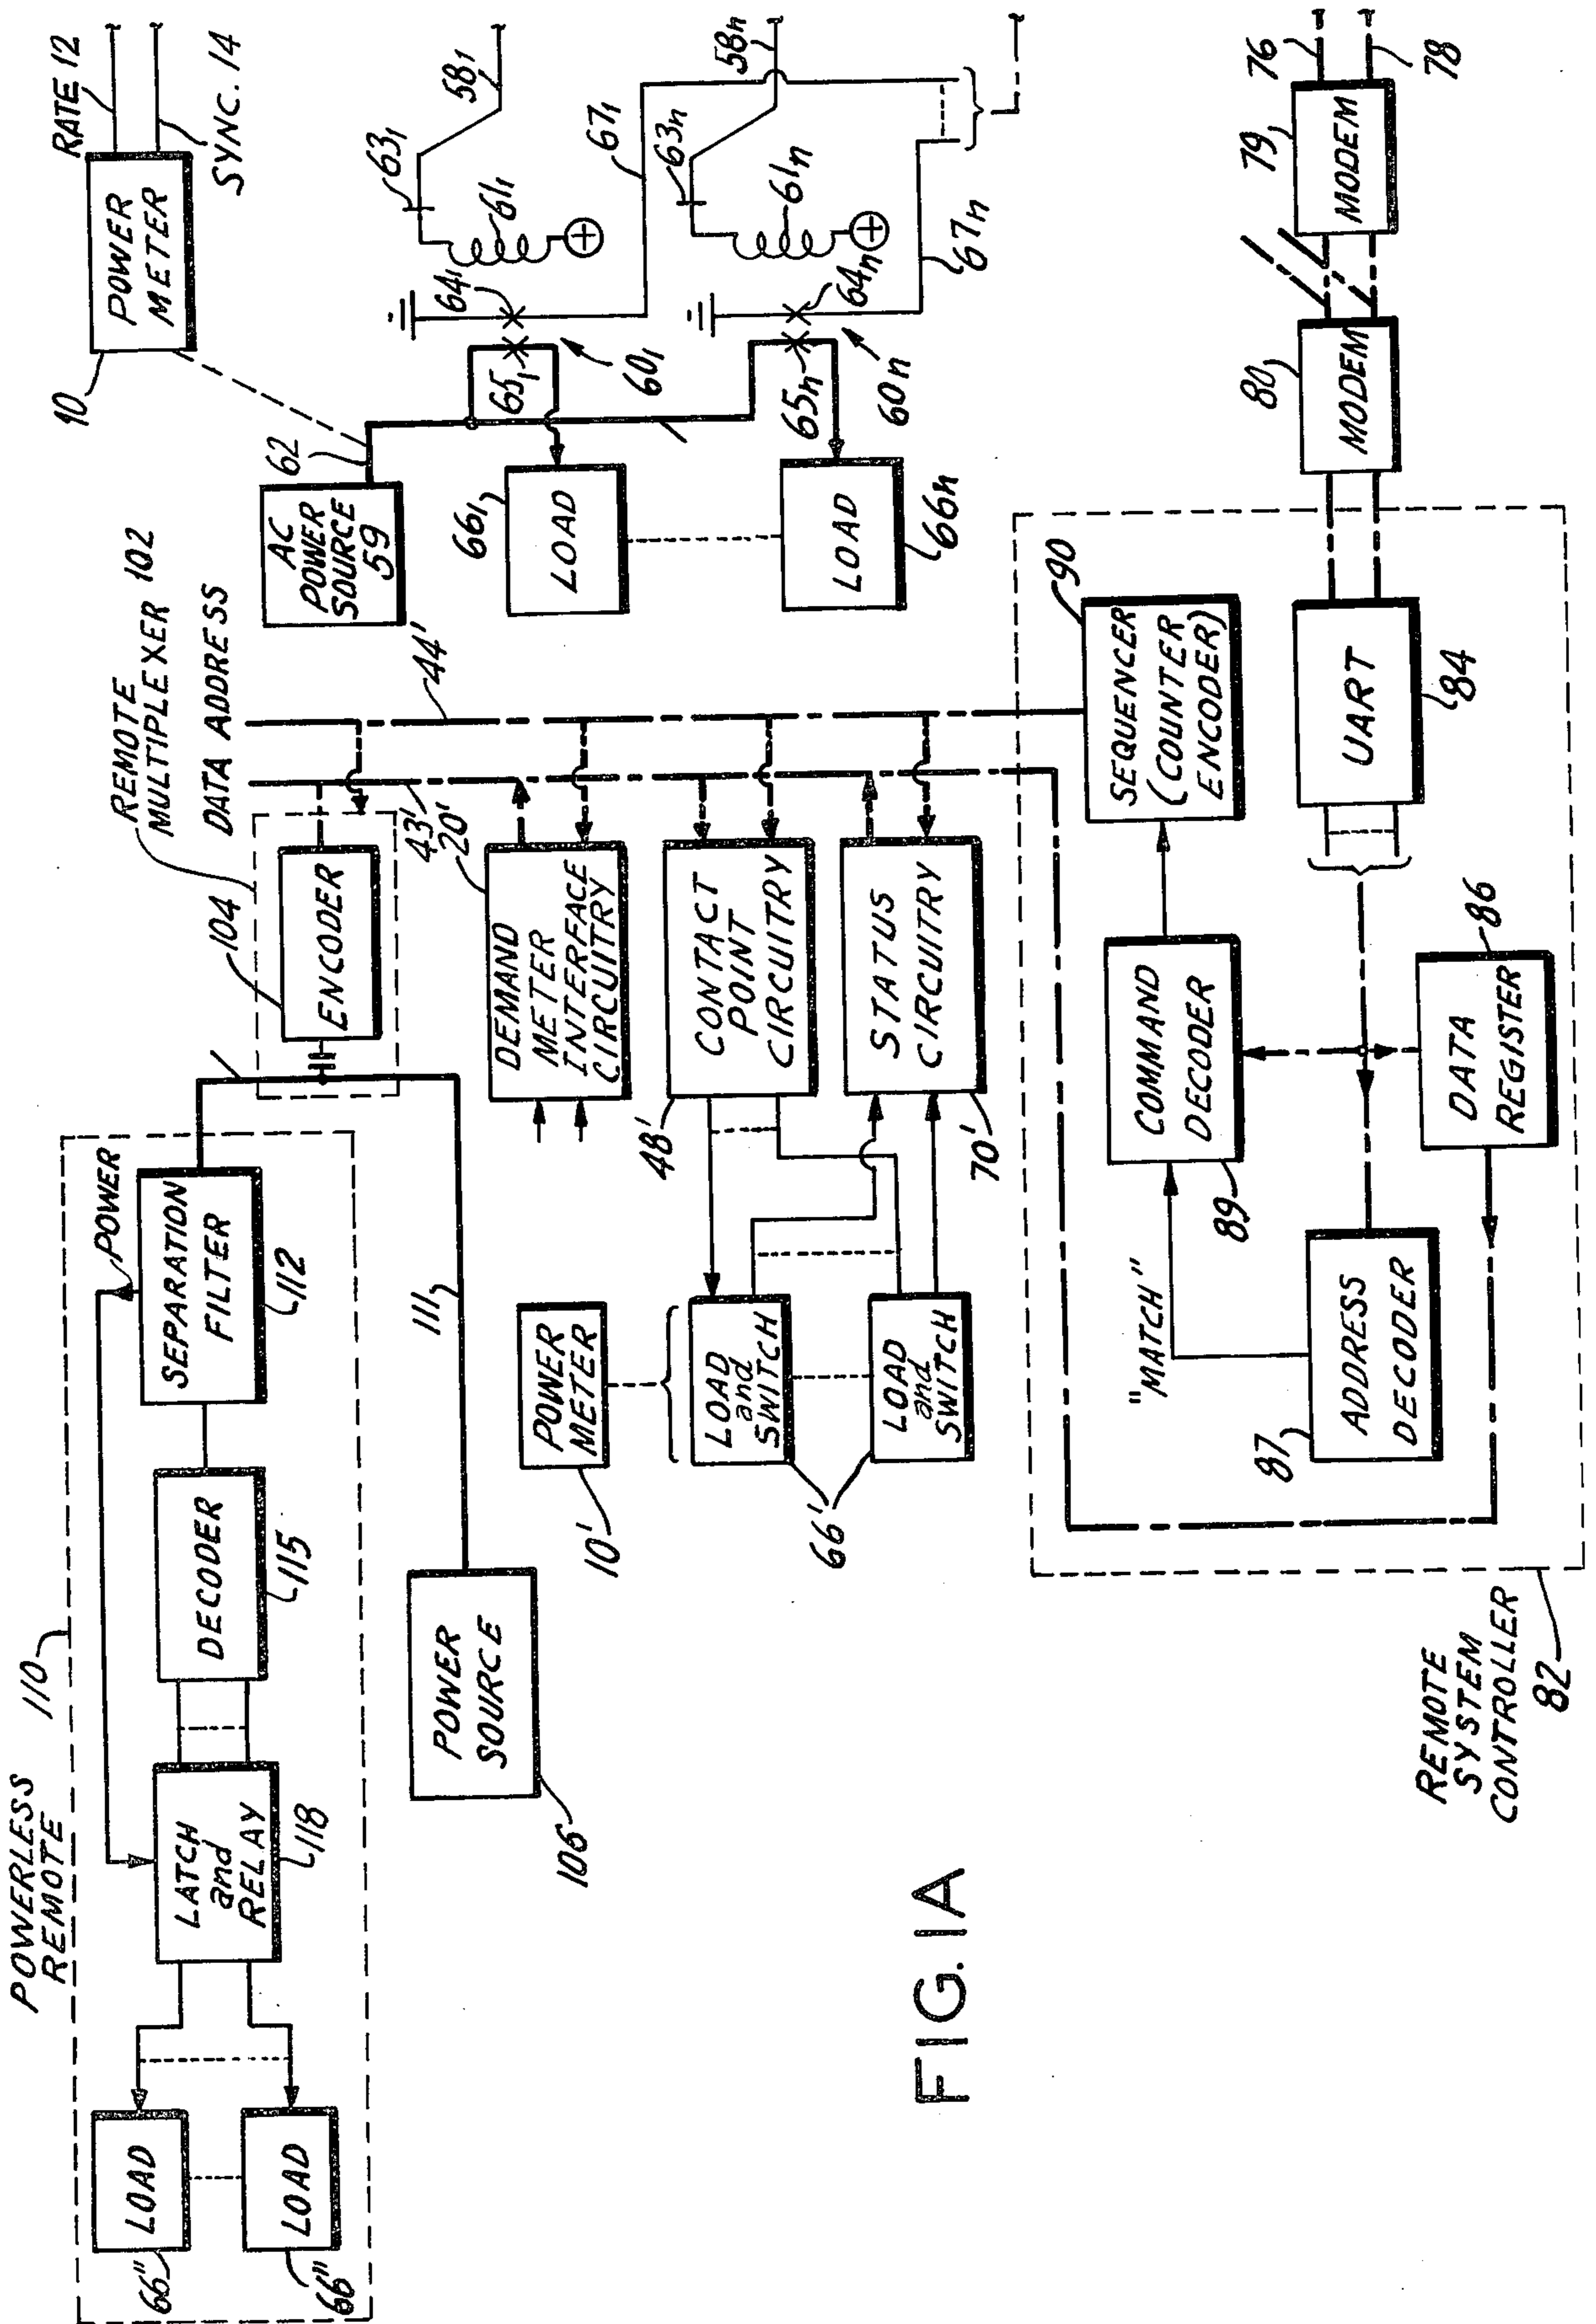 POWERLESS
REMOTE
110
66"
LOAD
66"
LOAD
LATCH
and
RELAY
118
DECODER
115
POWER
SEPARATION
FILTER
112
111
POWER
SOURCE
106
104
ENCODER
REMOTE
MULTIPLEXER 102
DATA ADDRESS
43'
44'
20'
DEMAND
METER
INTERFACE
CIRCUITRY
48'
CONTACT
POINT
CIRCUITRY
STATUS
CIRCUITRY
70'
10'
POWER
METER
LOAD
and
SWITCH
LOAD
and
SWITCH
66'
10
POWER
METER
RATE 12
SYNC. 14
62
AC
POWER
SOURCE
59
66₁
LOAD
LOAD
66n
65₁
60₁
64₁
61₁
63₁
58₁
67₁
65n
60n
64n
61n
63n
58n
67n
REMOTE
SYSTEM
CONTROLLER
82
87
ADDRESS
DECODER
"MATCH"
89
COMMAND
DECODER
DATA
REGISTER
86
90
SEQUENCER
(COUNTER
ENCODER)
UART
84
80
MODEM
79
MODEM
76
78
FIG. 1A